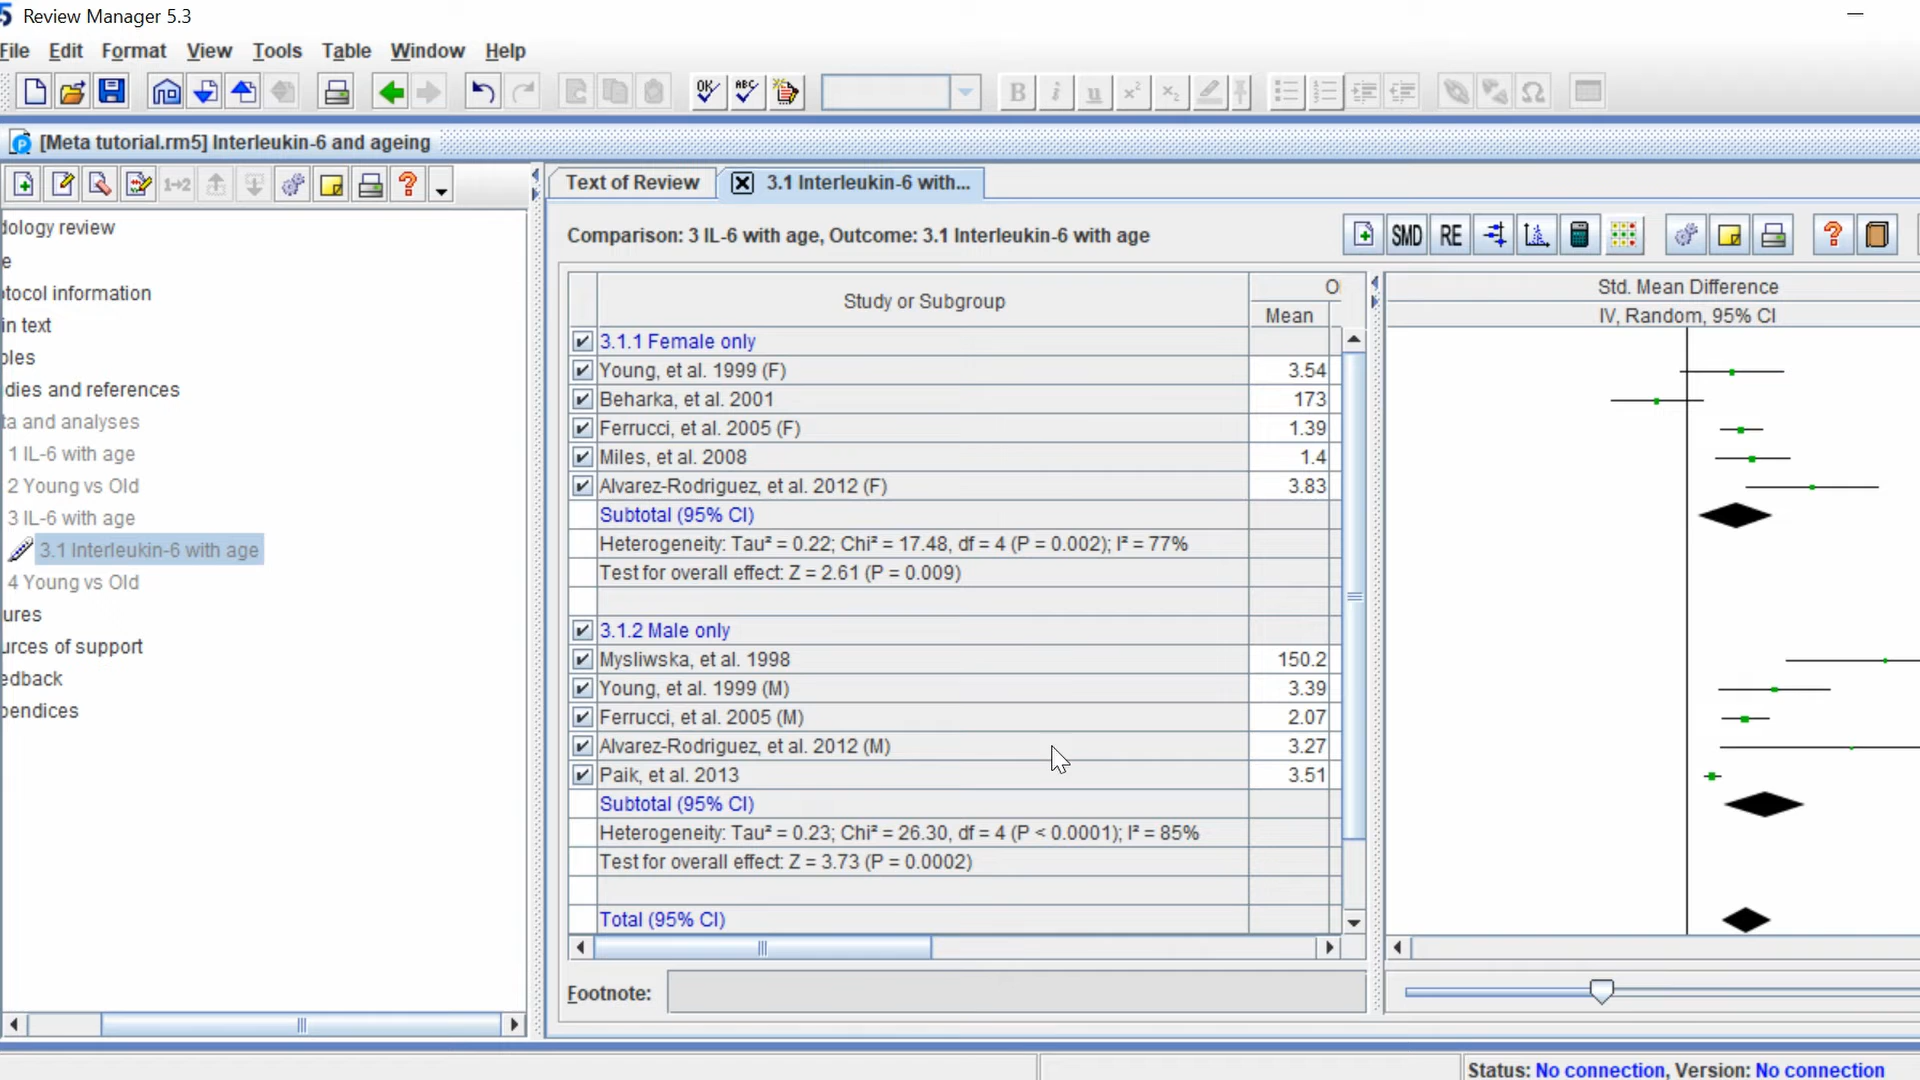 Review Manager 5.3
File Edit Format View Tools Table Window Help
OK ABC B i u x² x₂ Ω
[Meta tutorial.rm5] Interleukin-6 and ageing
1→2 ?
Text of Review
3.1 Interleukin-6 with...
dology review
e
tocol information
in text
bles
dies and references
ta and analyses
1 IL-6 with age
2 Young vs Old
3 IL-6 with age
3.1 Interleukin-6 with age
4 Young vs Old
ures
urces of support
edback
pendices
Comparison: 3 IL-6 with age, Outcome: 3.1 Interleukin-6 with age
SMD RE ?
Study or Subgroup
Mean
Std. Mean Difference
IV, Random, 95% CI
3.1.1 Female only
Young, et al. 1999 (F) 3.54
Beharka, et al. 2001 173
Ferrucci, et al. 2005 (F) 1.39
Miles, et al. 2008 1.4
Alvarez-Rodriguez, et al. 2012 (F) 3.83
Subtotal (95% CI)
Heterogeneity: Tau² = 0.22; Chi² = 17.48, df = 4 (P = 0.002); I² = 77%
Test for overall effect: Z = 2.61 (P = 0.009)
3.1.2 Male only
Mysliwska, et al. 1998 150.2
Young, et al. 1999 (M) 3.39
Ferrucci, et al. 2005 (M) 2.07
Alvarez-Rodriguez, et al. 2012 (M) 3.27
Paik, et al. 2013 3.51
Subtotal (95% CI)
Heterogeneity: Tau² = 0.23; Chi² = 26.30, df = 4 (P < 0.0001); I² = 85%
Test for overall effect: Z = 3.73 (P = 0.0002)
Total (95% CI)
Footnote:
Status: No connection, Version: No connection